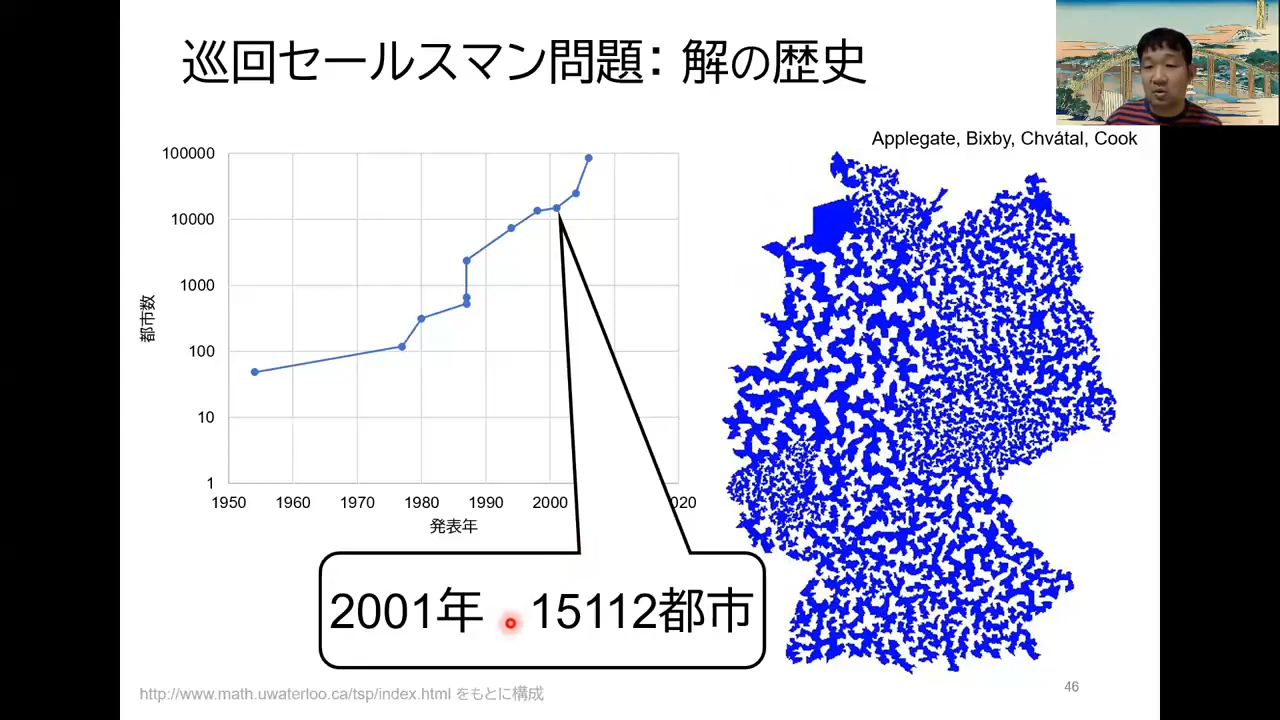 巡回セールスマン問題： 解の歴史
Applegate, Bixby, Chvátal, Cook
100000
10000
1000
100
10
1
都市数
1950 1960 1970 1980 1990 2000 020
発表年
2001年 15112都市
http://www.math.uwaterloo.ca/tsp/index.html をもとに構成
46